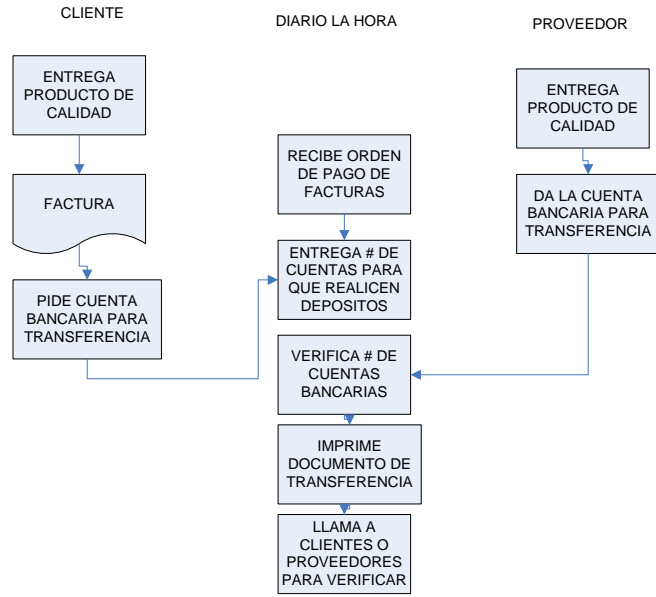 CLIENTE
DIARIO LA HORA
PROVEEDOR
ENTREGA
PRODUCTO DE
CALIDAD
FACTURA
PIDE CUENTA
BANCARIA PARA
TRANSFERENCIA
RECIBE ORDEN
DE PAGO DE
FACTURAS
ENTREGA # DE
CUENTAS PARA
QUE REALICEN
DEPOSITOS
VERIFICA # DE
CUENTAS
BANCARIAS
IMPRIME
DOCUMENTO DE
TRANSFERENCIA
LLAMA A
CLIENTES O
PROVEEDORES
PARA VERIFICAR
ENTREGA
PRODUCTO DE
CALIDAD
DA LA CUENTA
BANCARIA PARA
TRANSFERENCIA